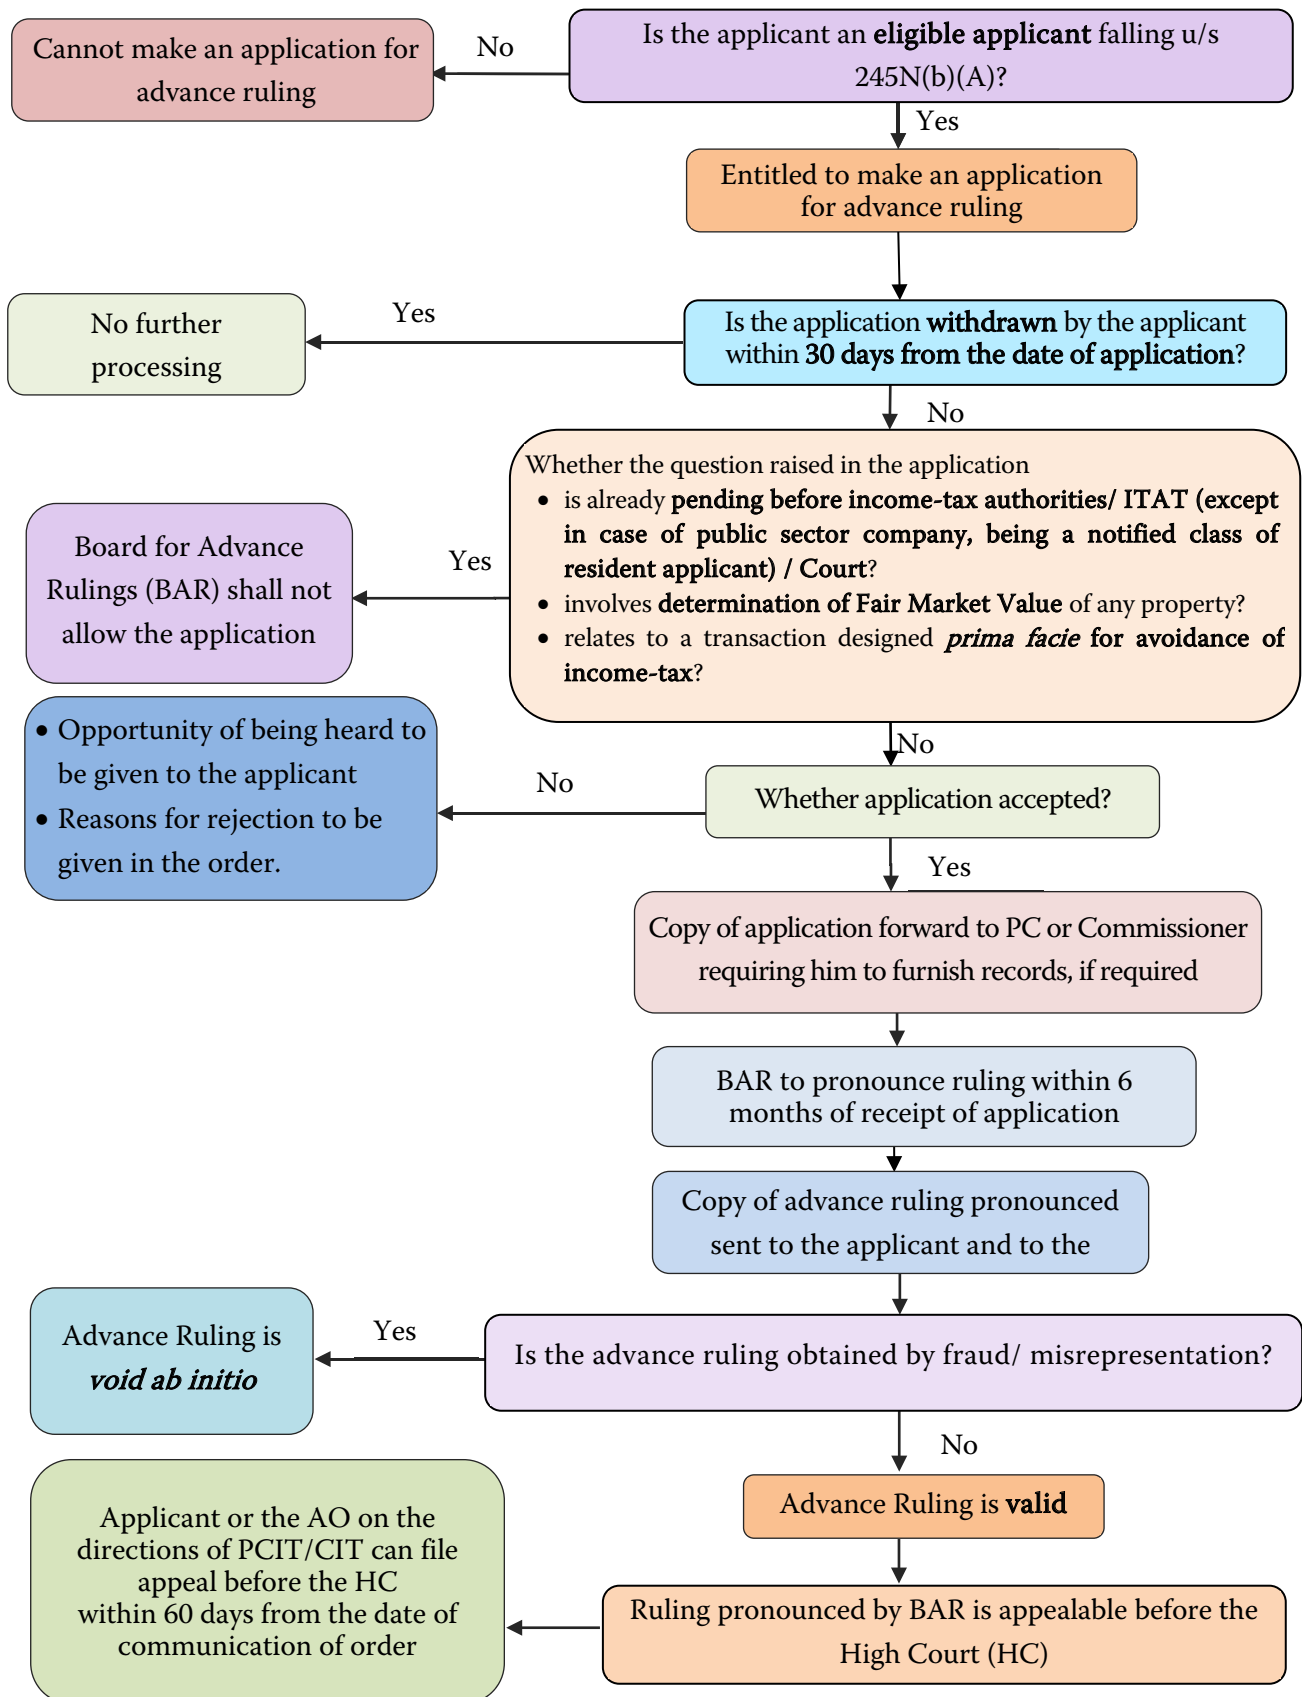 Is the applicant an eligible applicant falling u/s
245N(b)(A)?
No
Cannot make an application for
advance ruling
Yes
Entitled to make an application
for advance ruling
Is the application withdrawn by the applicant
within 30 days from the date of application?
Yes
No further
processing
No
Whether the question raised in the application
• is already pending before income-tax authorities/ ITAT (except
in case of public sector company, being a notified class of
resident applicant) / Court?
• involves determination of Fair Market Value of any property?
• relates to a transaction designed prima facie for avoidance of
income-tax?
Yes
Board for Advance
Rulings (BAR) shall not
allow the application
No
Whether application accepted?
No
• Opportunity of being heard to
be given to the applicant
• Reasons for rejection to be
given in the order.
Yes
Copy of application forward to PC or Commissioner
requiring him to furnish records, if required
BAR to pronounce ruling within 6
months of receipt of application
Copy of advance ruling pronounced
sent to the applicant and to the
Is the advance ruling obtained by fraud/ misrepresentation?
Yes
Advance Ruling is
void ab initio
No
Advance Ruling is valid
Ruling pronounced by BAR is appealable before the
High Court (HC)
Applicant or the AO on the
directions of PCIT/CIT can file
appeal before the HC
within 60 days from the date of
communication of order